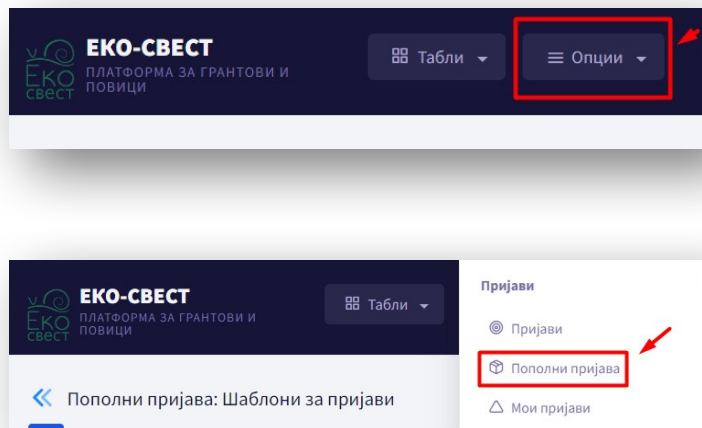 ЕКО-СВЕСТ
ПЛАТФОРМА ЗА ГРАНТОВИ И
ПОВИЦИ
Еко
свест
Табли
Опции
ЕКО-СВЕСТ
ПЛАТФОРМА ЗА ГРАНТОВИ И
ПОВИЦИ
Еко
свест
Табли
Пополни пријава: Шаблони за пријави
Пријави
Пријави
Пополни пријава
Мои пријави